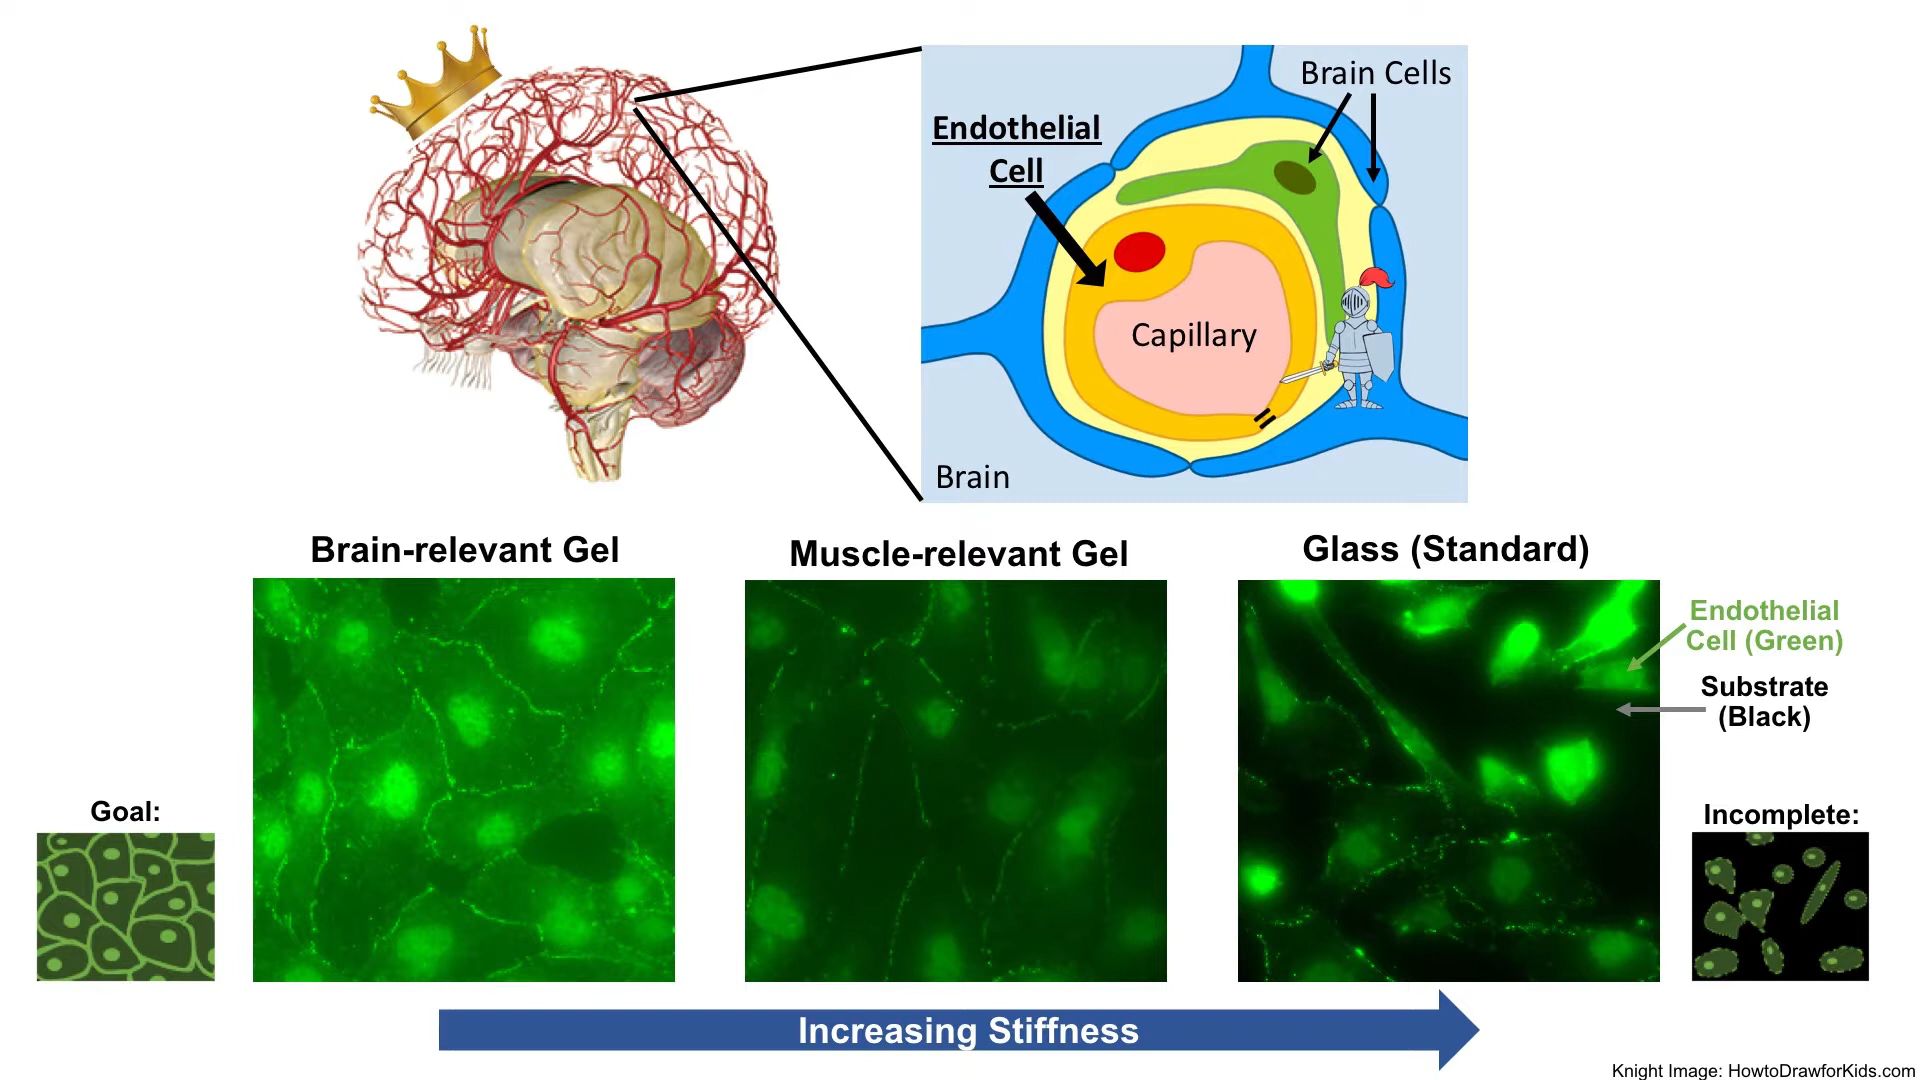 Brain Cells
Endothelial
Cell
Capillary
Brain
Brain-relevant Gel
Muscle-relevant Gel
Glass (Standard)
Endothelial
Cell (Green)
Substrate
(Black)
Goal:
Incomplete:
Increasing Stiffness
Knight Image: HowtoDrawforKids.com